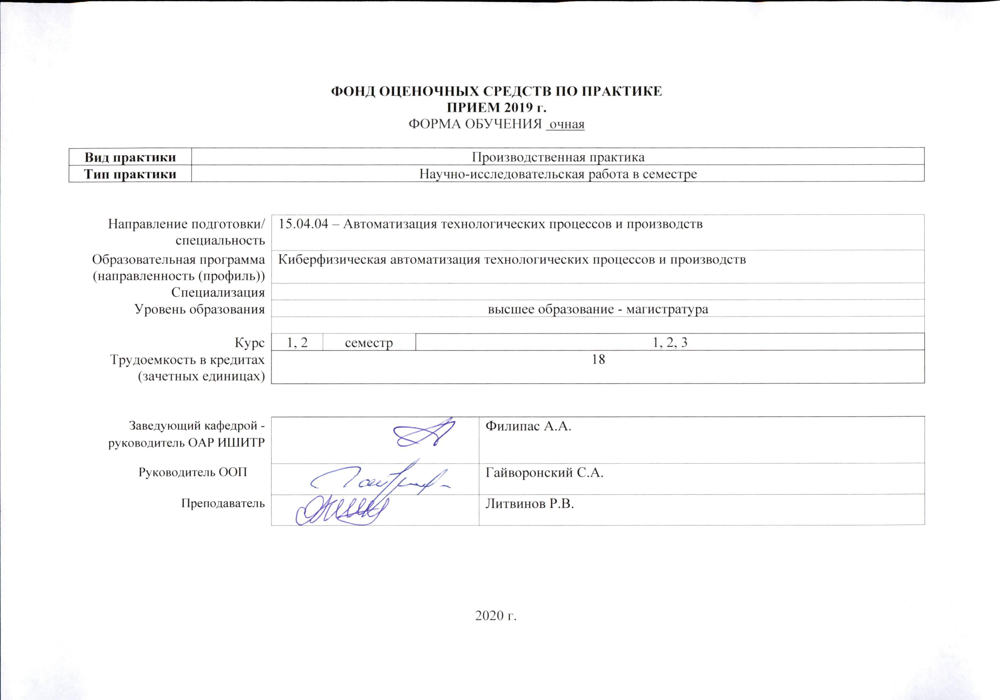 ФОНД ОЦЕНОЧНЫХ СРЕДСТВ ПО ПРАКТИКЕ
ПРИЕМ 2019 г.
ФОРМА ОБУЧЕНИЯ очная
Вид практики Производственная практика
Тип практики Научно-исследовательская работа в семестре
Направление подготовки/ 15.04.04 – Автоматизация технологических процессов и производств
специальность
Образовательная программа Киберфизическая автоматизация технологических процессов и производств
(направленность (профиль))
Специализация
Уровень образования высшее образование - магистратура
Курс 1, 2 семестр 1, 2, 3
Трудоемкость в кредитах 18
(зачетных единицах)
Заведующий кафедрой - Филипас А.А.
руководитель ОАР ИШИТР
Руководитель ООП Гайворонский С.А.
Преподаватель Литвинов Р.В.
2020 г.